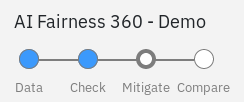 AI Fairness 360 - Demo
Data Check Mitigate Compare